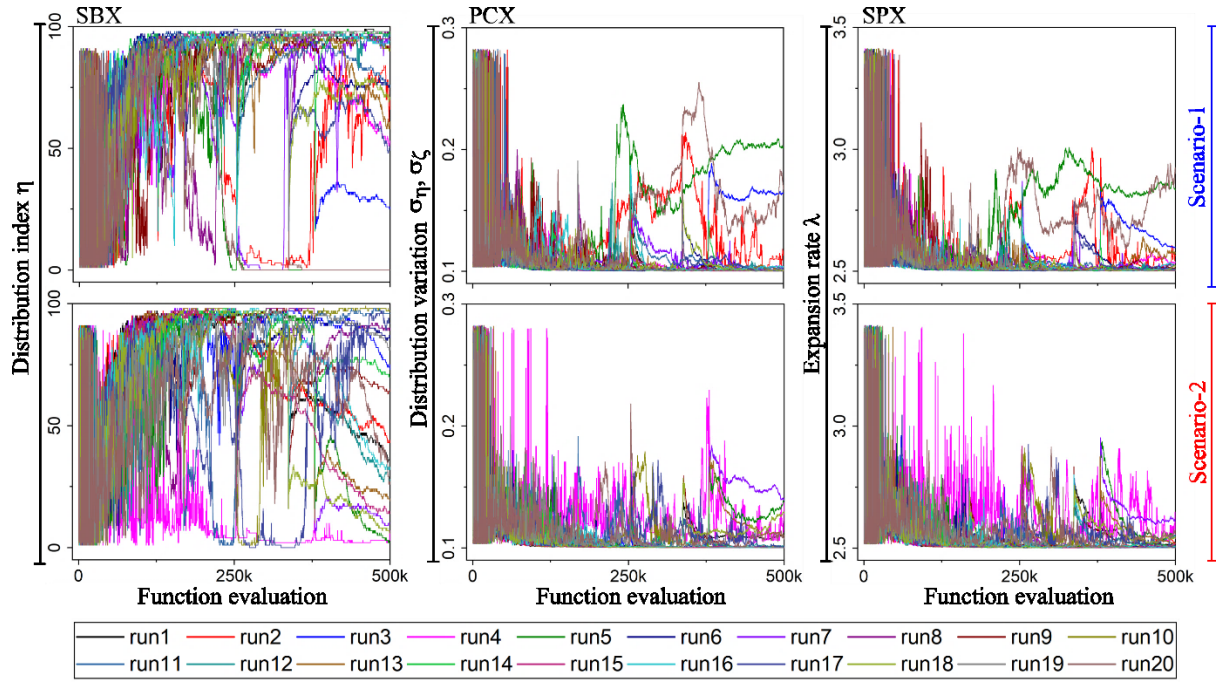 SBX PCX SPX
100 0.3 3.5
50 0.2 3.0
0 0.1 2.5
100 0.3 3.5
50 0.2 3.0
0 0.1 2.5
0 250k 500k 0 250k 500k 0 250k 500k
Distribution index η
Distribution variation ση, σζ
Expansion rate λ
Scenario-1
Scenario-2
Function evaluation Function evaluation Function evaluation
run1 run2 run3 run4 run5 run6 run7 run8 run9 run10
run11 run12 run13 run14 run15 run16 run17 run18 run19 run20